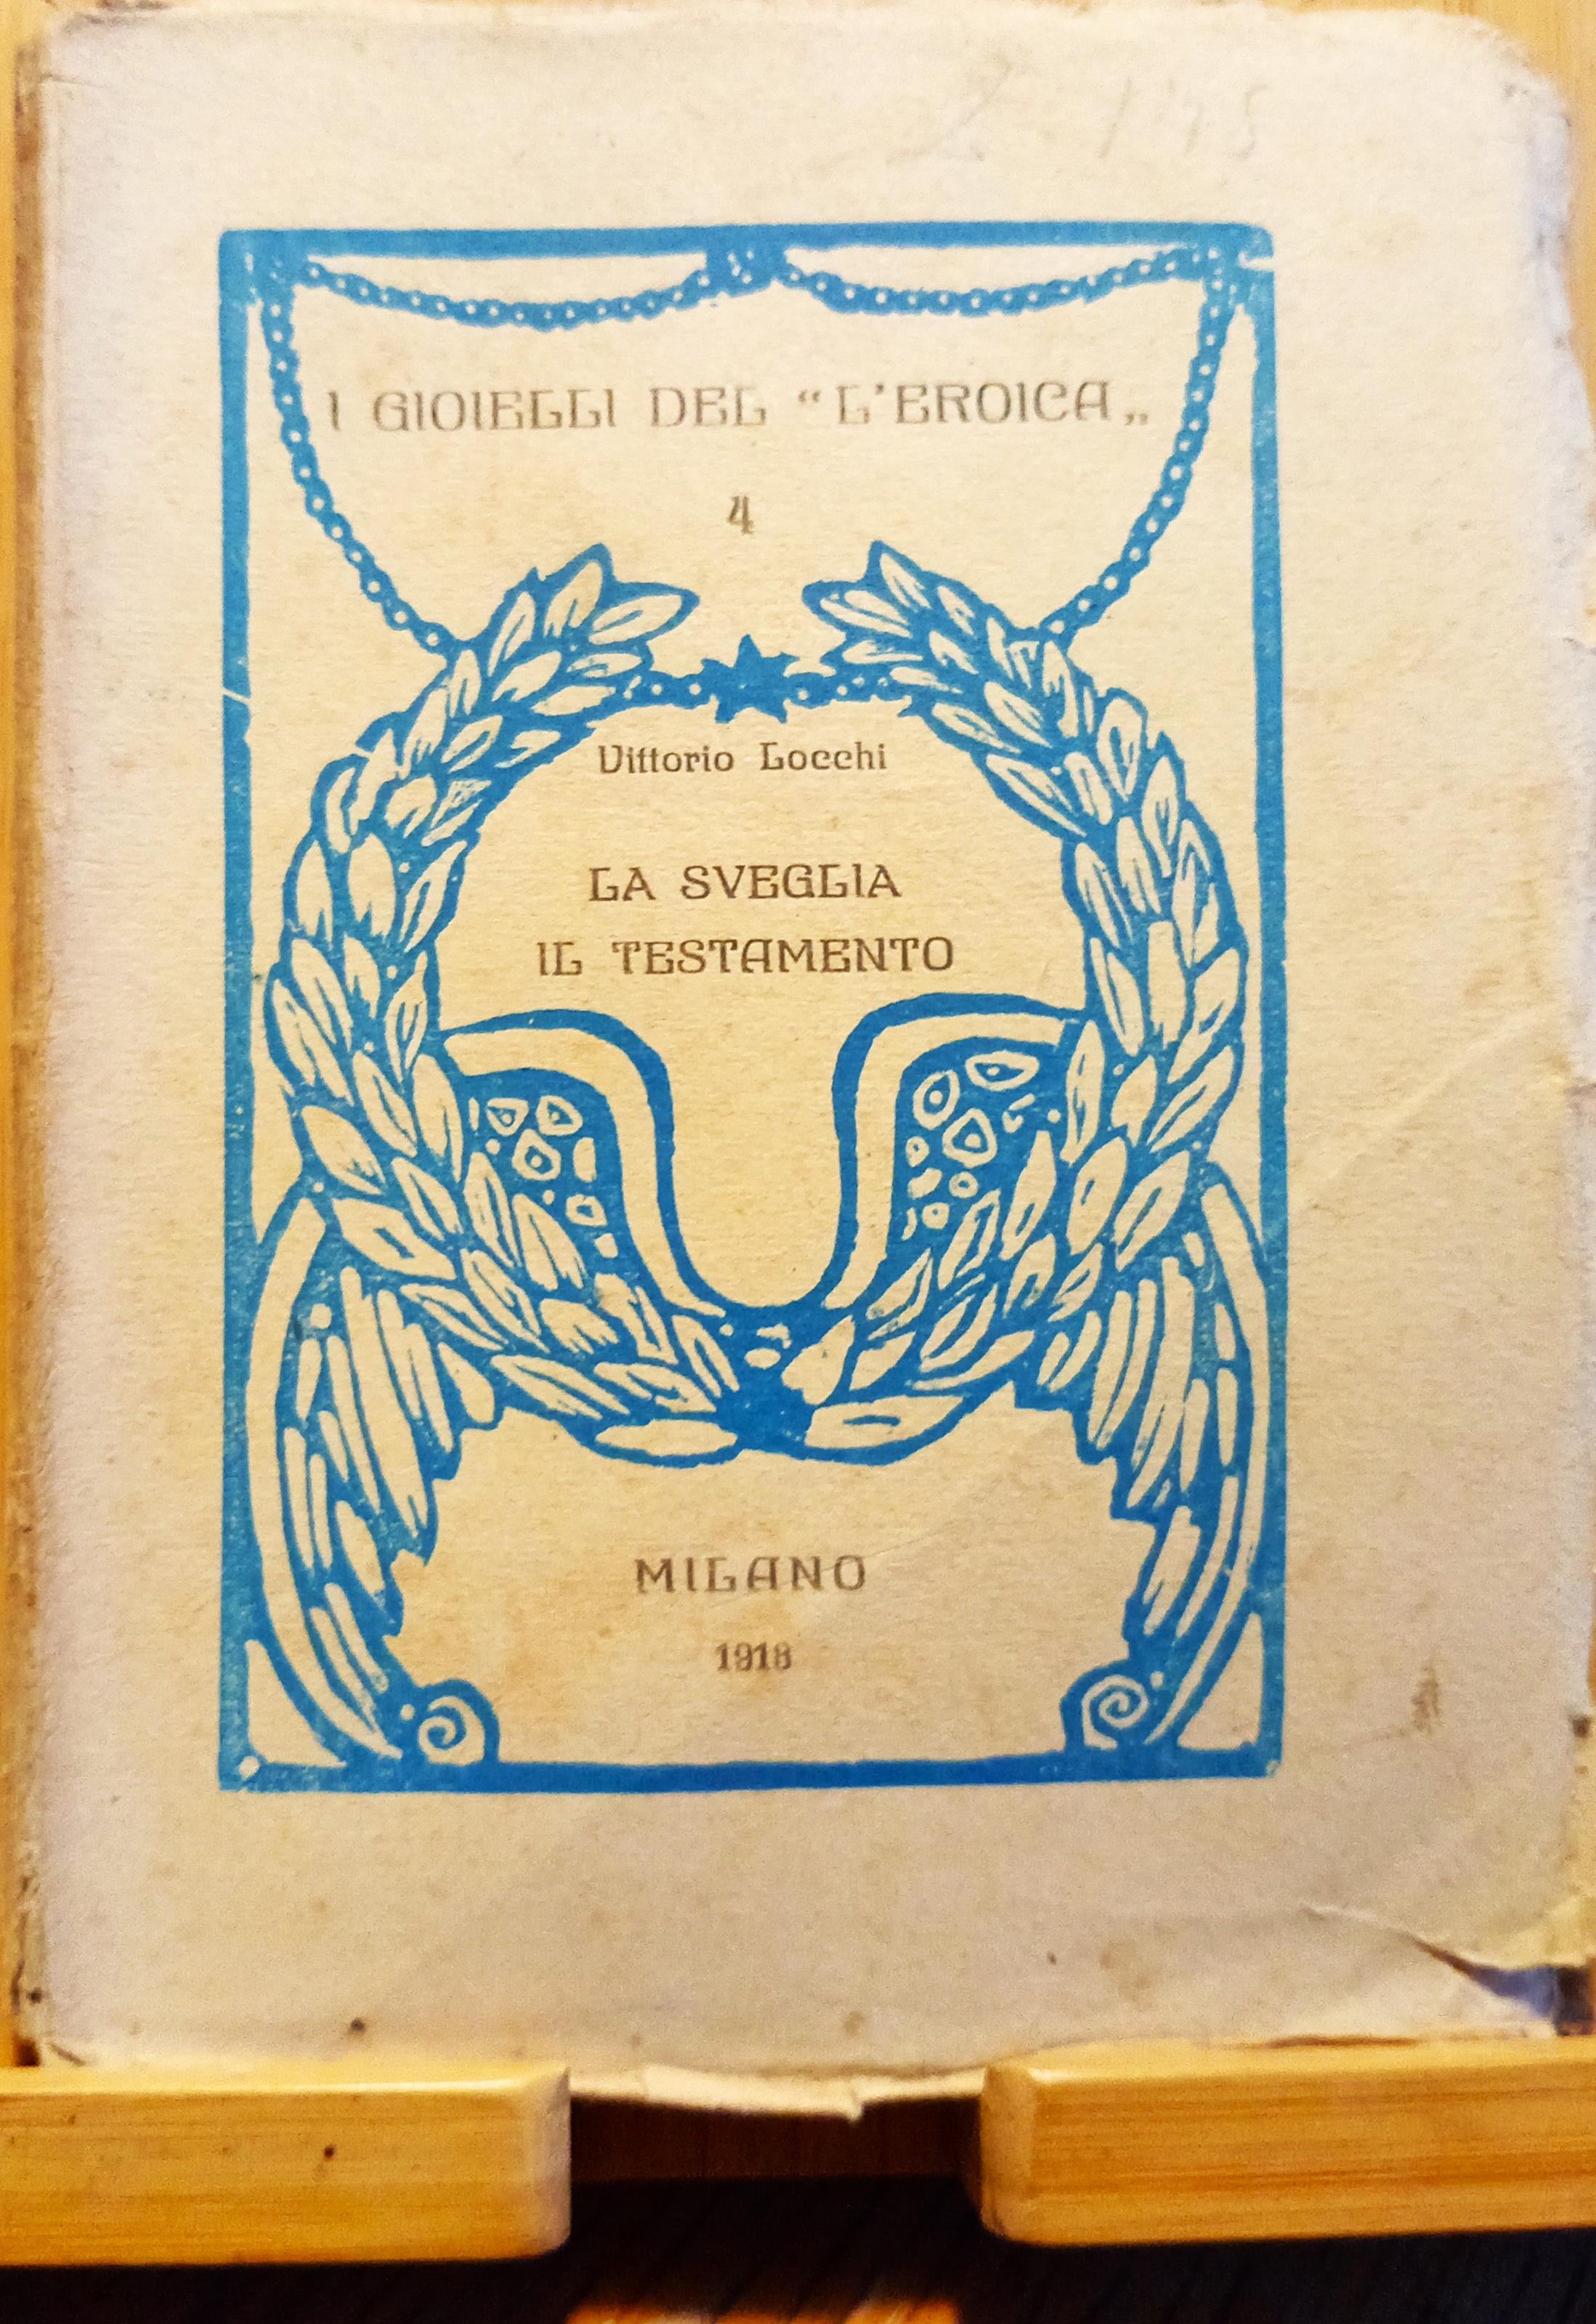 I GIOIELLI DEL “L'EROICA„
4
Vittorio Locchi
LA SVEGLIA
IL TESTAMENTO
MILANO
1918